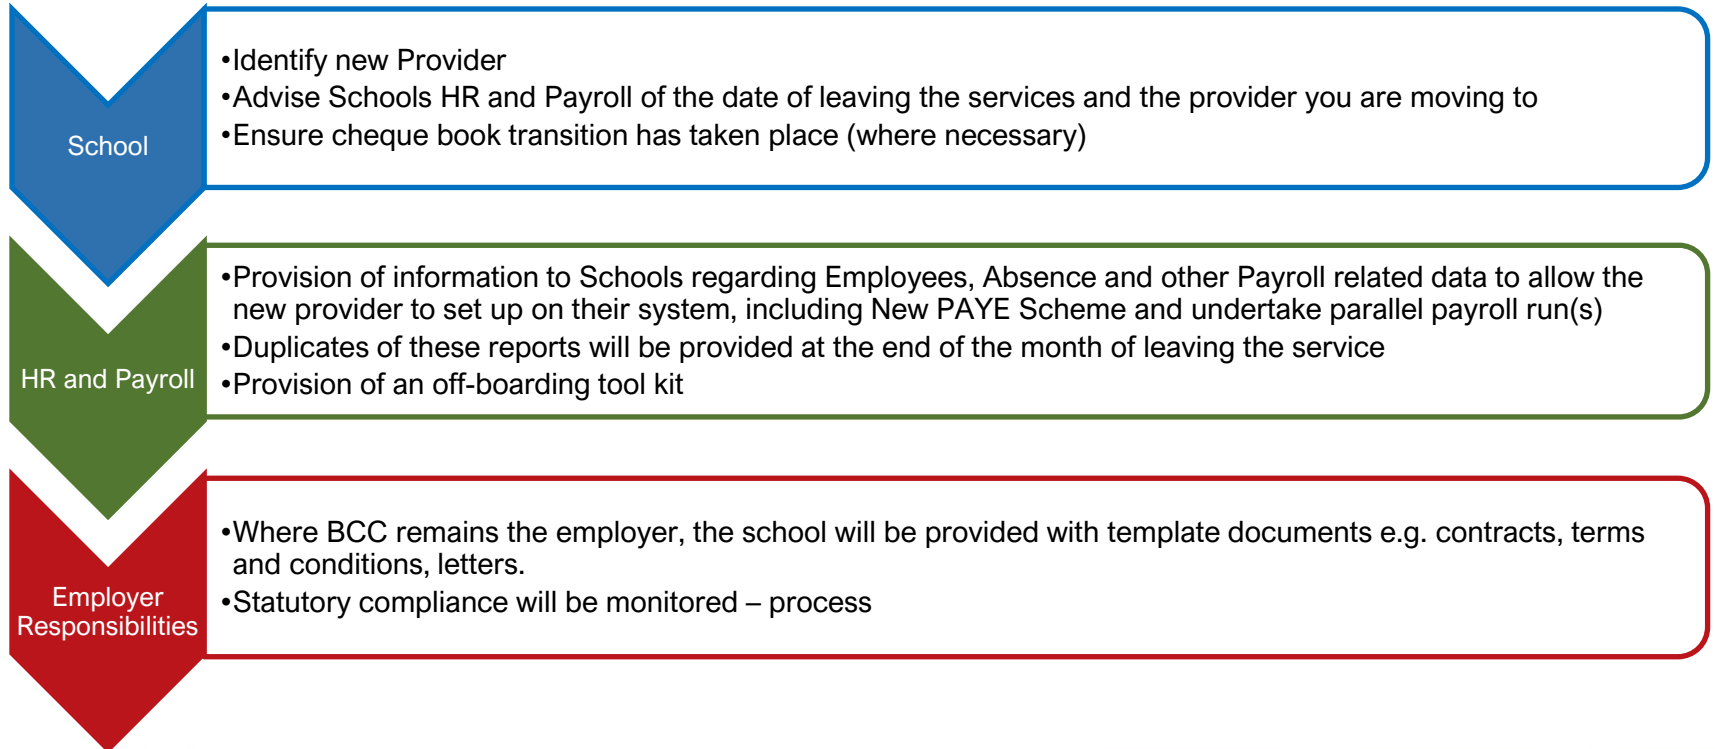 School
•Identify new Provider
•Advise Schools HR and Payroll of the date of leaving the services and the provider you are moving to
•Ensure cheque book transition has taken place (where necessary)
HR and Payroll
•Provision of information to Schools regarding Employees, Absence and other Payroll related data to allow the
new provider to set up on their system, including New PAYE Scheme and undertake parallel payroll run(s)
•Duplicates of these reports will be provided at the end of the month of leaving the service
•Provision of an off-boarding tool kit
Employer
Responsibilities
•Where BCC remains the employer, the school will be provided with template documents e.g. contracts, terms
and conditions, letters.
•Statutory compliance will be monitored – process